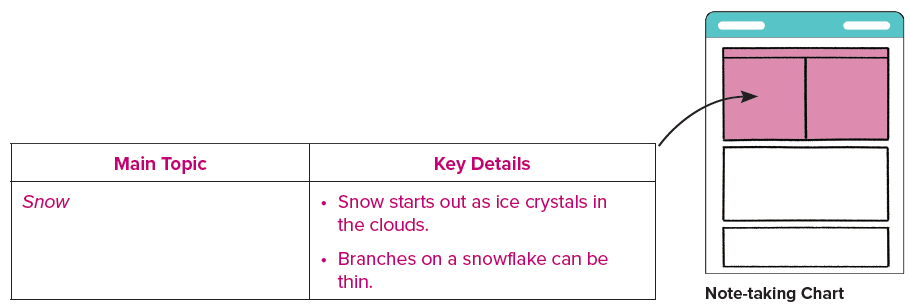 Main Topic
Key Details
Snow
• Snow starts out as ice crystals in
the clouds.
• Branches on a snowflake can be
thin.
Note-taking Chart